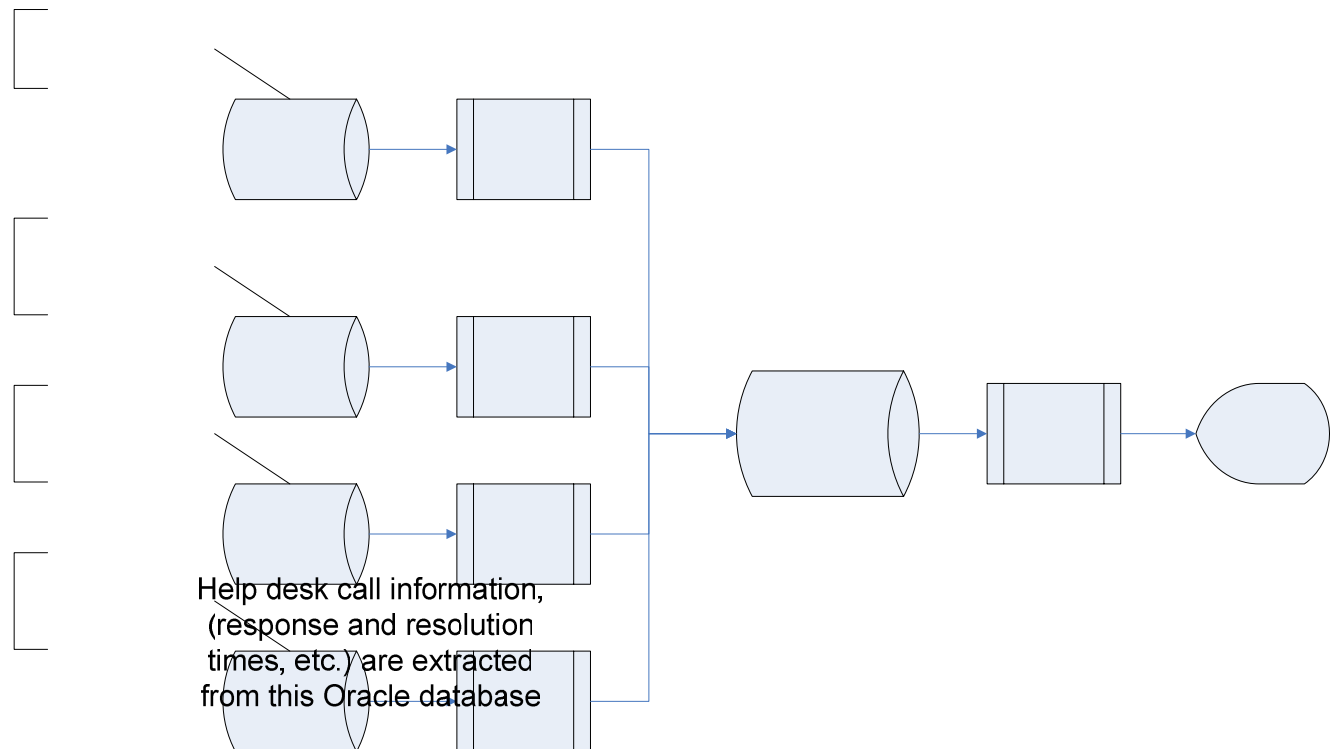 Help desk call information,
(response and resolution
times, etc.) are extracted
from this Oracle database